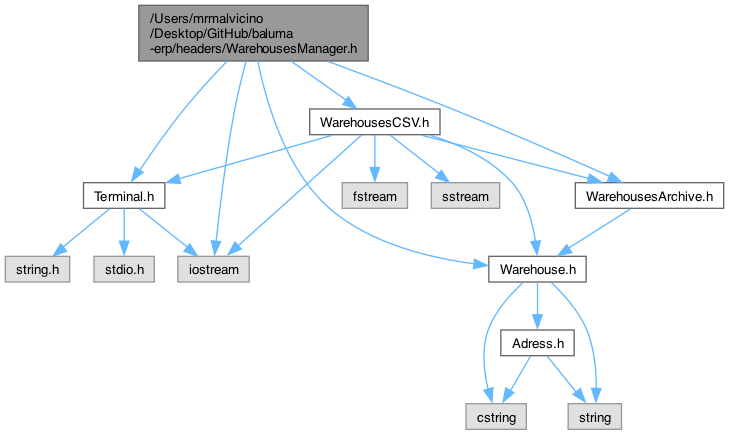 /Users/mrmalvicino
/Desktop/GitHub/baluma
-erp/headers/WarehousesManager.h
WarehousesCSV.h
Terminal.h
fstream
sstream
WarehousesArchive.h
string.h
stdio.h
iostream
Warehouse.h
Adress.h
cstring
string